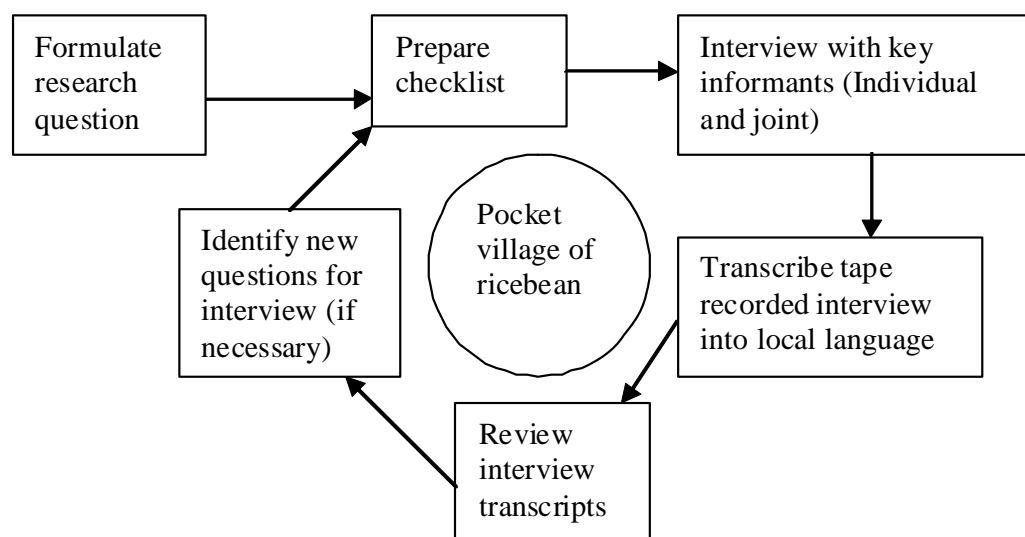 Formulate
research
question
Prepare
checklist
Interview with key
informants (Individual
and joint)
Transcribe tape
recorded interview
into local language
Review
interview
transcripts
Identify new
questions for
interview (if
necessary)
Pocket
village of
ricebean